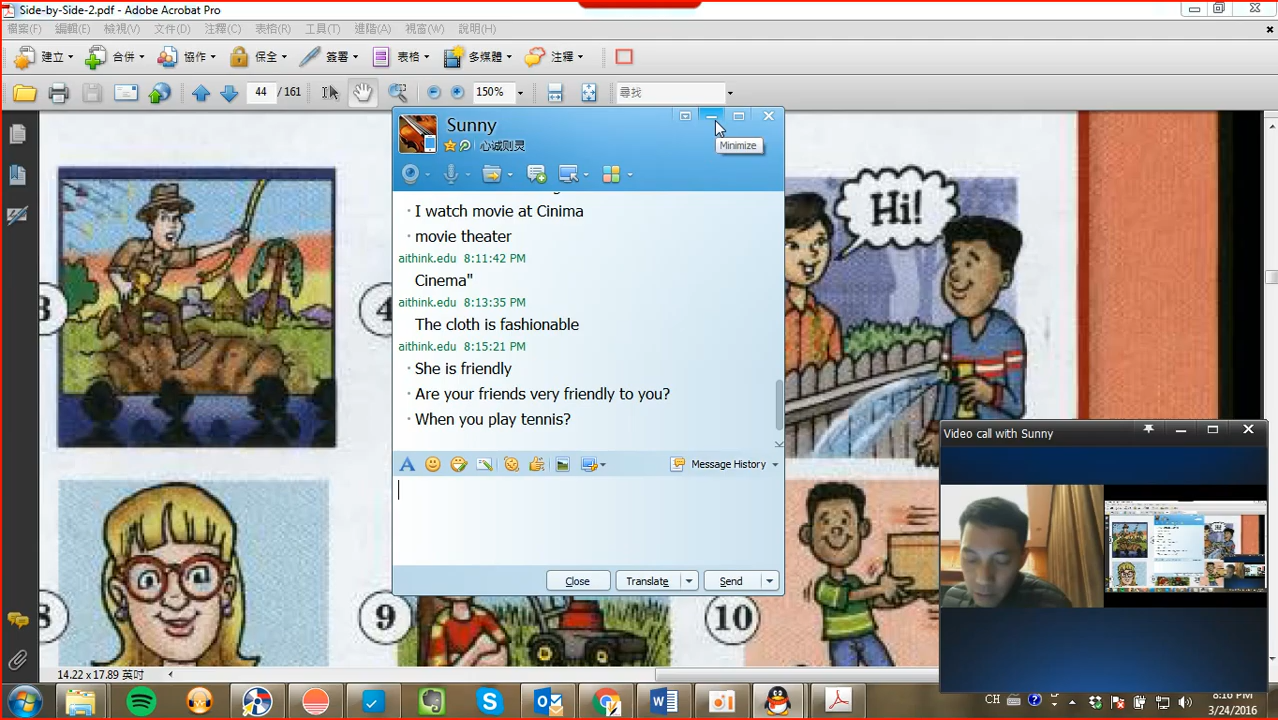 Side-by-Side-2.pdf - Adobe Acrobat Pro
檔案(F) 編輯(E) 檢視(V) 文件(D) 注釋(C) 表格(R) 工具(T) 進階(A) 視窗(W) 說明(H)
建立 合併 協作 保全 簽署 表格 多媒體 注釋
44 / 161 150% 尋找
Sunny
心诚则灵
Minimize
I watch movie at Cinima
movie theater
aithink.edu 8:11:42 PM
Cinema"
aithink.edu 8:13:35 PM
The cloth is fashionable
aithink.edu 8:15:21 PM
She is friendly
Are your friends very friendly to you?
When you play tennis?
Message History
Close Translate Send
Hi!
3
4
8
9
10
Video call with Sunny
14.22 x 17.89 英吋
CH
8:16 PM
3/24/2016